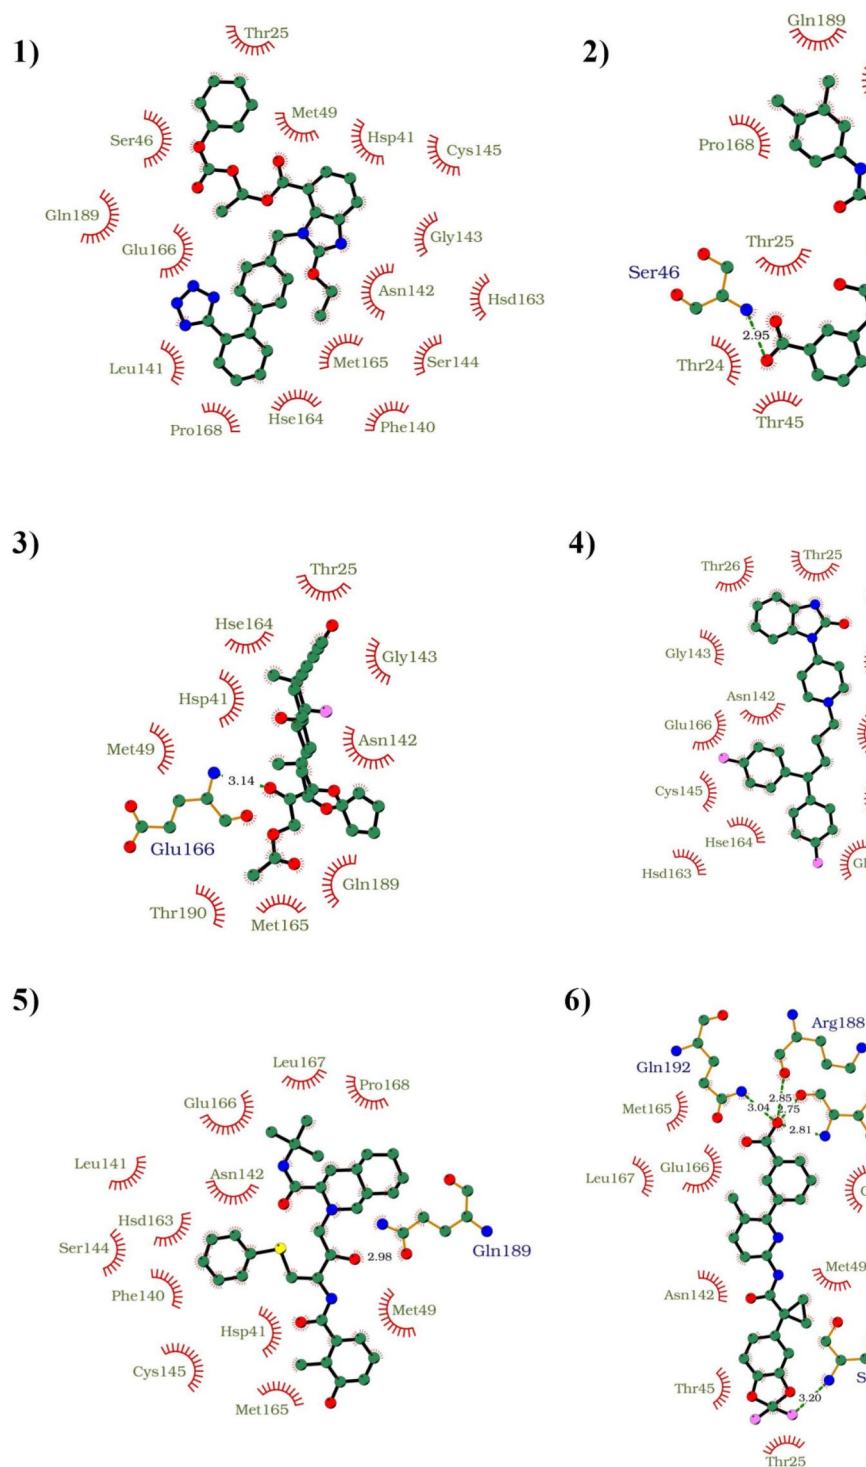 1)
Thr25
Ser46
Met49
Hsp41
Cys145
Gln189
Glu166
Gly143
Asn142
Hsd163
Leu141
Met165
Ser144
Pro168
Hse164
Phe140
2)
Gln189
Pro168
Ser46
Thr25
2.95
Thr24
Thr45
3)
Thr25
Hse164
Gly143
Hsp41
Met49
Asn142
3.14
Glu166
Gln189
Thr190
Met165
4)
Thr26
Thr25
Gly143
Asn142
Glu166
Cys145
Hse164
Hsd163
5)
Leu167
Pro168
Glu166
Leu141
Asn142
Hsd163
Ser144
Gln189
2.98
Phe140
Met49
Hsp41
Cys145
Met165
6)
Arg188
Gln192
2.85
3.04
2.75
Met165
2.81
Leu167
Glu166
Met49
Asn142
Thr45
3.20
Thr25